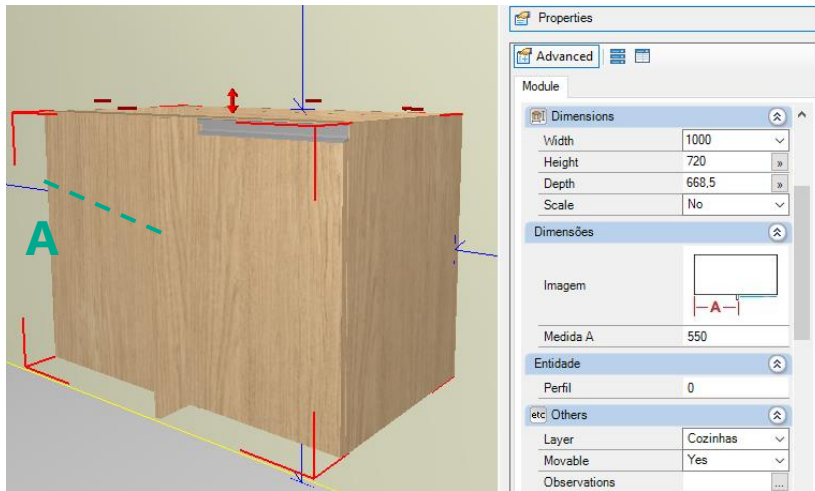 Properties
Advanced
Module
Dimensions
Width 1000
Height 720
Depth 668,5
Scale No
Dimensões
Imagem
A
Medida A 550
Entidade
Perfil 0
etc Others
Layer Cozinhas
Movable Yes
Observations ...
A